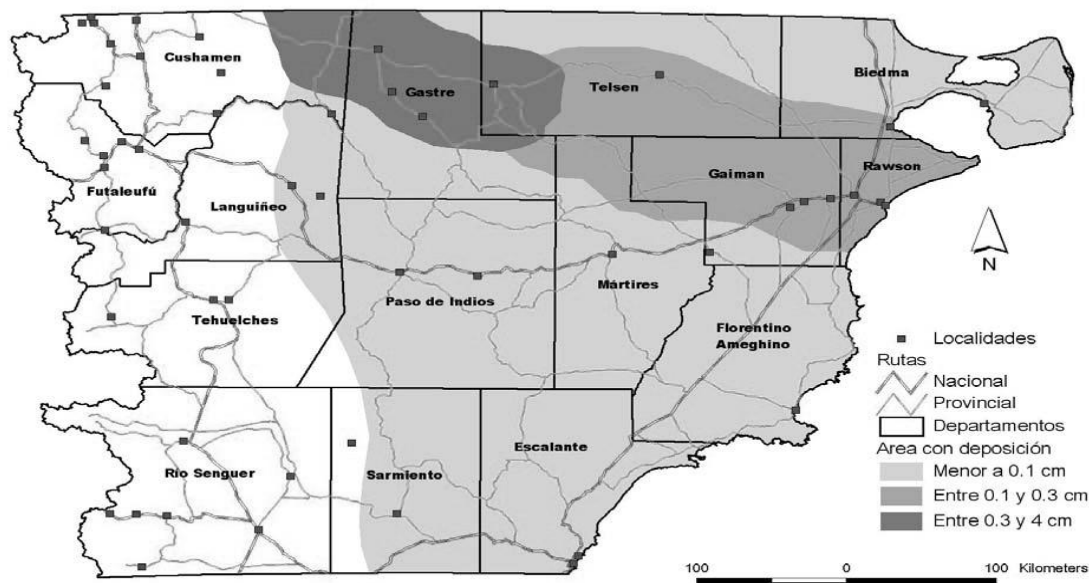 Cushamen
Gastre
Telsen
Biedma
Futaleufú
Languiñeo
Gaiman
Rawson
N
Tehuelches
Paso de Indios
Mártires
Florentino
Ameghino
Río Senguer
Sarmiento
Escalante
Localidades
Rutas
Nacional
Provincial
Departamentos
Area con deposición
Menor a 0.1 cm
Entre 0.1 y 0.3 cm
Entre 0.3 y 4 cm
100 0 100 Kilometers